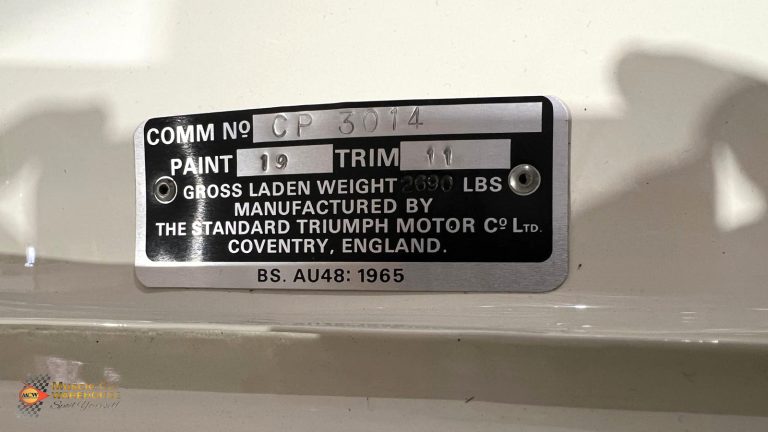 COMM Nº CP 3014
PAINT 19 TRIM 11
GROSS LADEN WEIGHT 2690 LBS
MANUFACTURED BY
THE STANDARD TRIUMPH MOTOR Cº LTD.
COVENTRY, ENGLAND.
BS. AU48: 1965
MCW